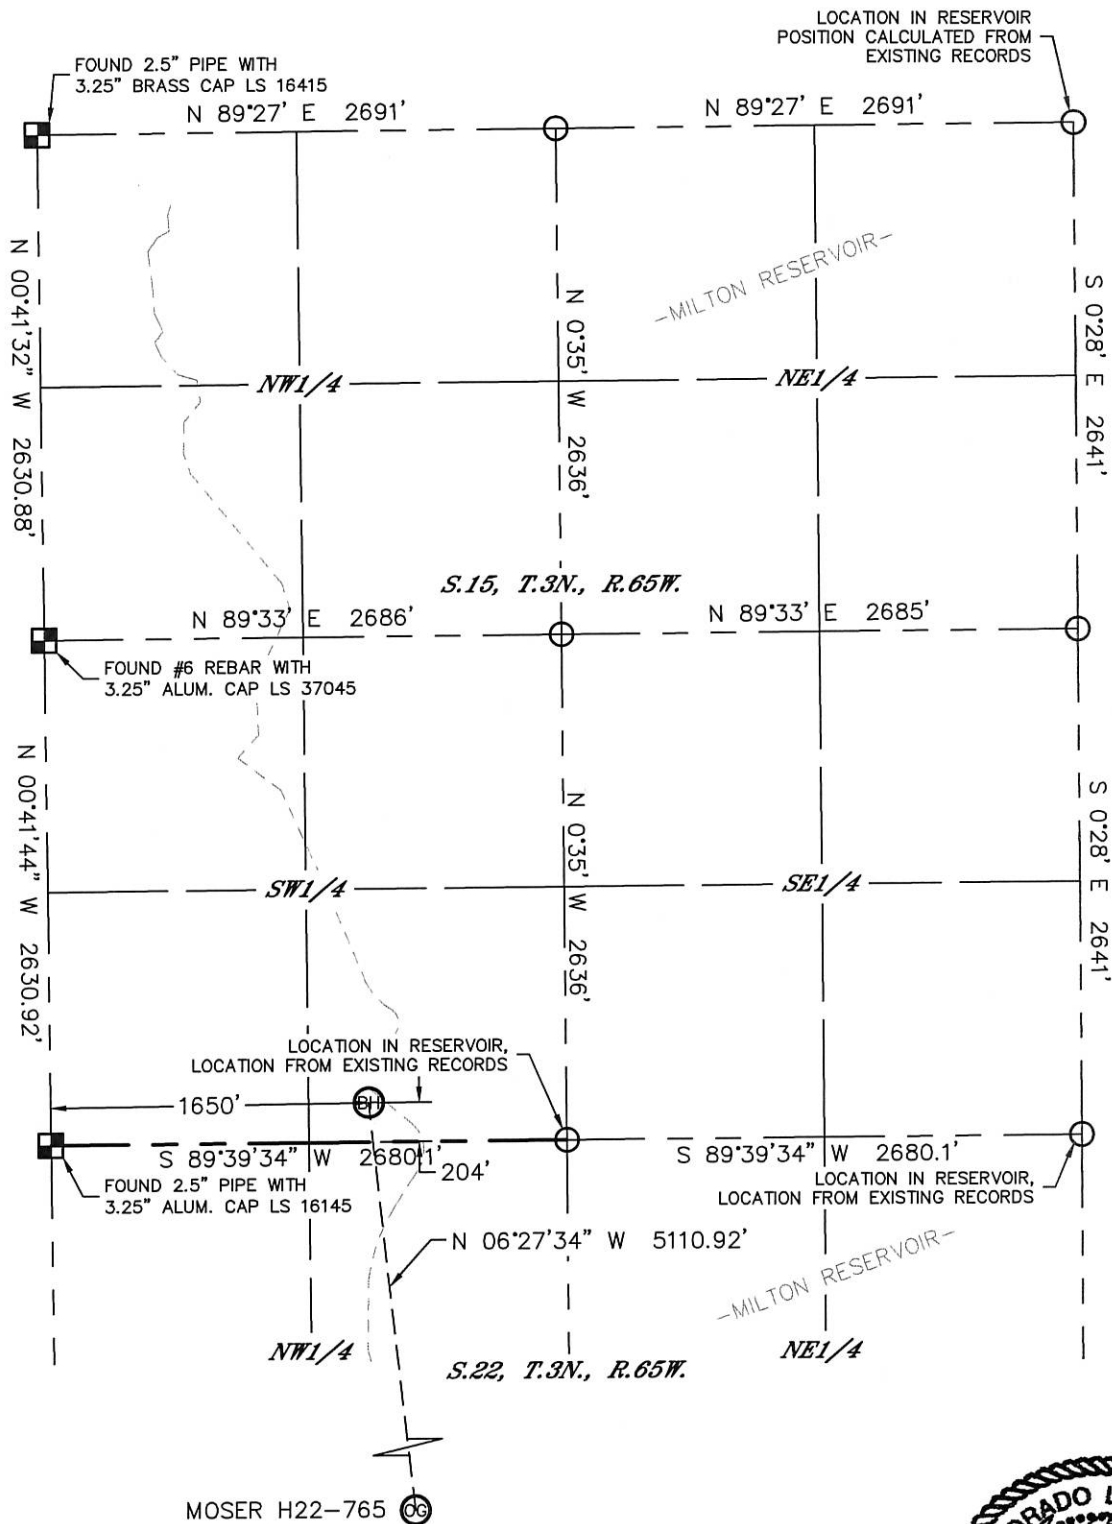 LOCATION IN RESERVOIR
POSITION CALCULATED FROM
EXISTING RECORDS
FOUND 2.5" PIPE WITH
3.25" BRASS CAP LS 16415
N 89°27' E 2691'
N 89°27' E 2691'
N 00°41'32" W 2630.88'
N 0°35' W 2636'
-MILTON RESERVOIR-
S 0°28' E 2641'
NW1/4
NE1/4
S.15, T.3N., R.65W.
N 89°33' E 2686'
N 89°33' E 2685'
FOUND #6 REBAR WITH
3.25" ALUM. CAP LS 37045
N 00°41'44" W 2630.92'
N 0°35' W 2636'
S 0°28' E 2641'
SW1/4
SE1/4
LOCATION IN RESERVOIR,
LOCATION FROM EXISTING RECORDS
1650'
BH
S 89°39'34" W 2680.1'
204'
S 89°39'34" W 2680.1'
FOUND 2.5" PIPE WITH
3.25" ALUM. CAP LS 16145
LOCATION IN RESERVOIR,
LOCATION FROM EXISTING RECORDS
N 06°27'34" W 5110.92'
-MILTON RESERVOIR-
NW1/4
NE1/4
S.22, T.3N., R.65W.
MOSER H22-765
OG